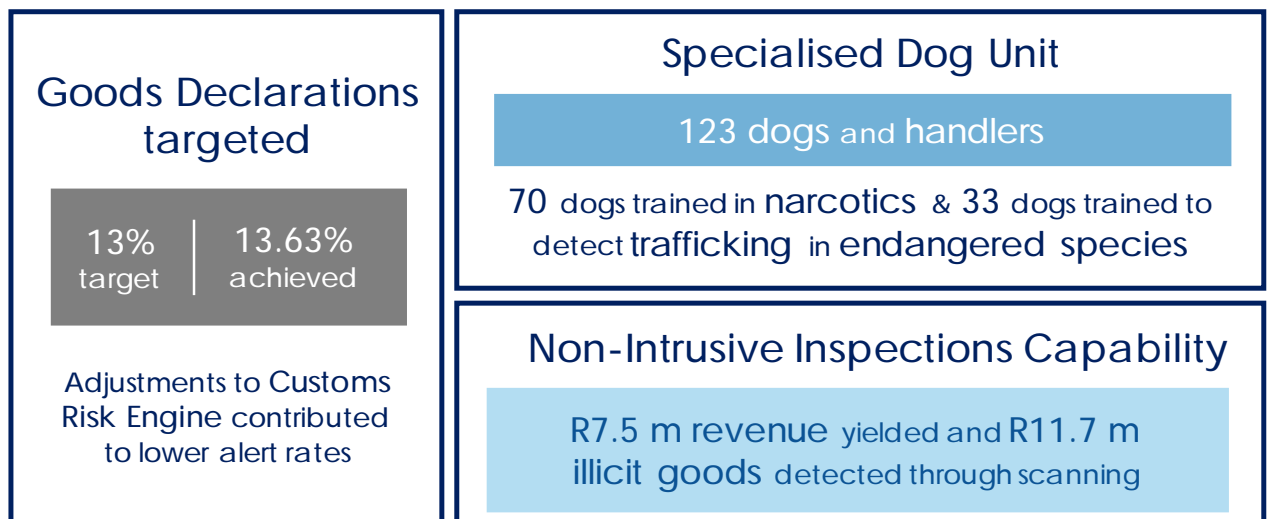 Goods Declarations
targeted
13%
target
13.63%
achieved
Adjustments to Customs
Risk Engine contributed
to lower alert rates
Specialised Dog Unit
123 dogs and handlers
70 dogs trained in narcotics & 33 dogs trained to
detect trafficking in endangered species
Non-Intrusive Inspections Capability
R7.5 m revenue yielded and R11.7 m
illicit goods detected through scanning